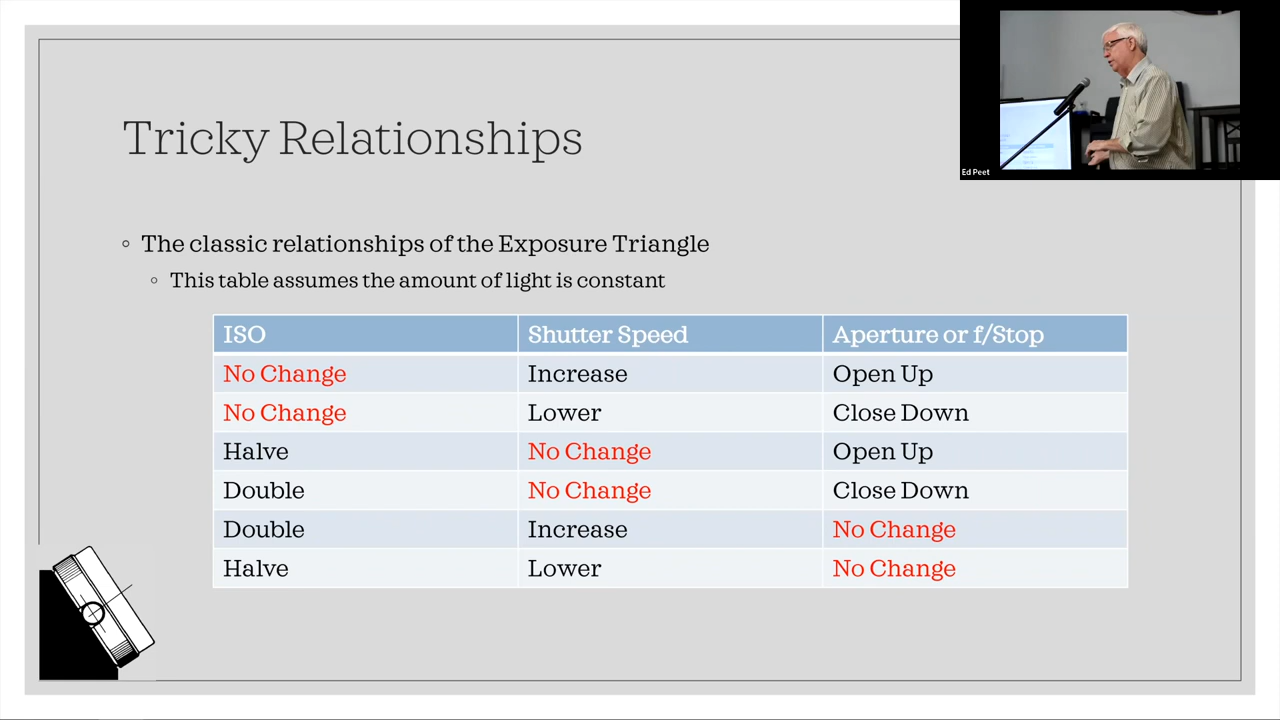 Tricky Relationships
Ed Peet
The classic relationships of the Exposure Triangle
This table assumes the amount of light is constant
ISO Shutter Speed Aperture or f/Stop
No Change Increase Open Up
No Change Lower Close Down
Halve No Change Open Up
Double No Change Close Down
Double Increase No Change
Halve Lower No Change